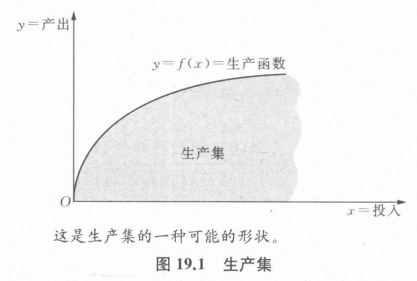 y=产出
y=f(x)=生产函数
生产集
O
x=投入
这是生产集的一种可能的形状。
图 19.1 生产集